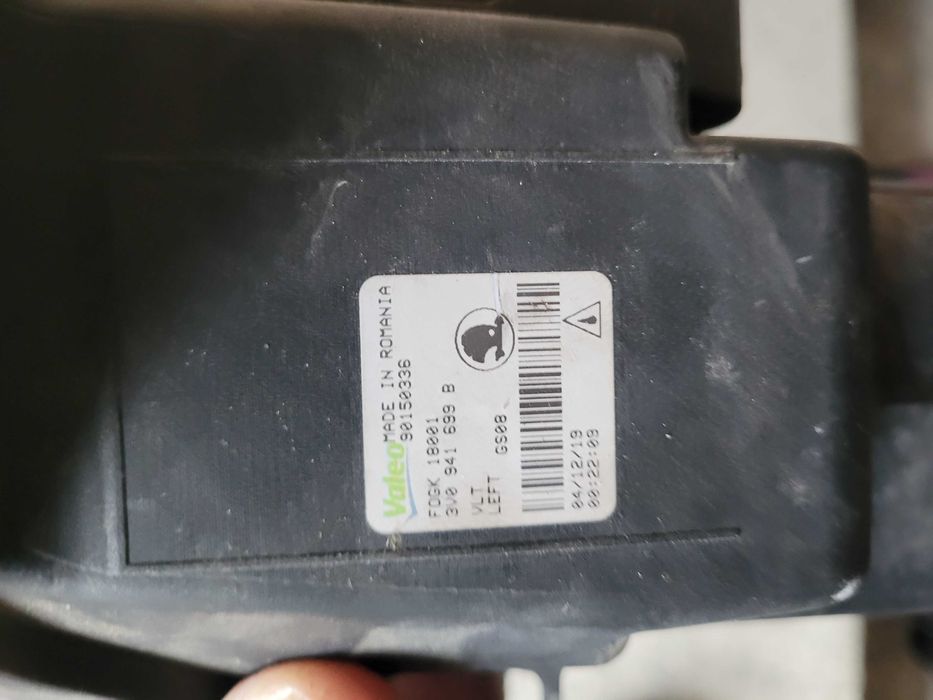 Valeo MADE IN ROMANIA
90150336
FOGK 18001
3V0 941 699 B
VLT
LEFT GS08
04/12/19
00:22:09